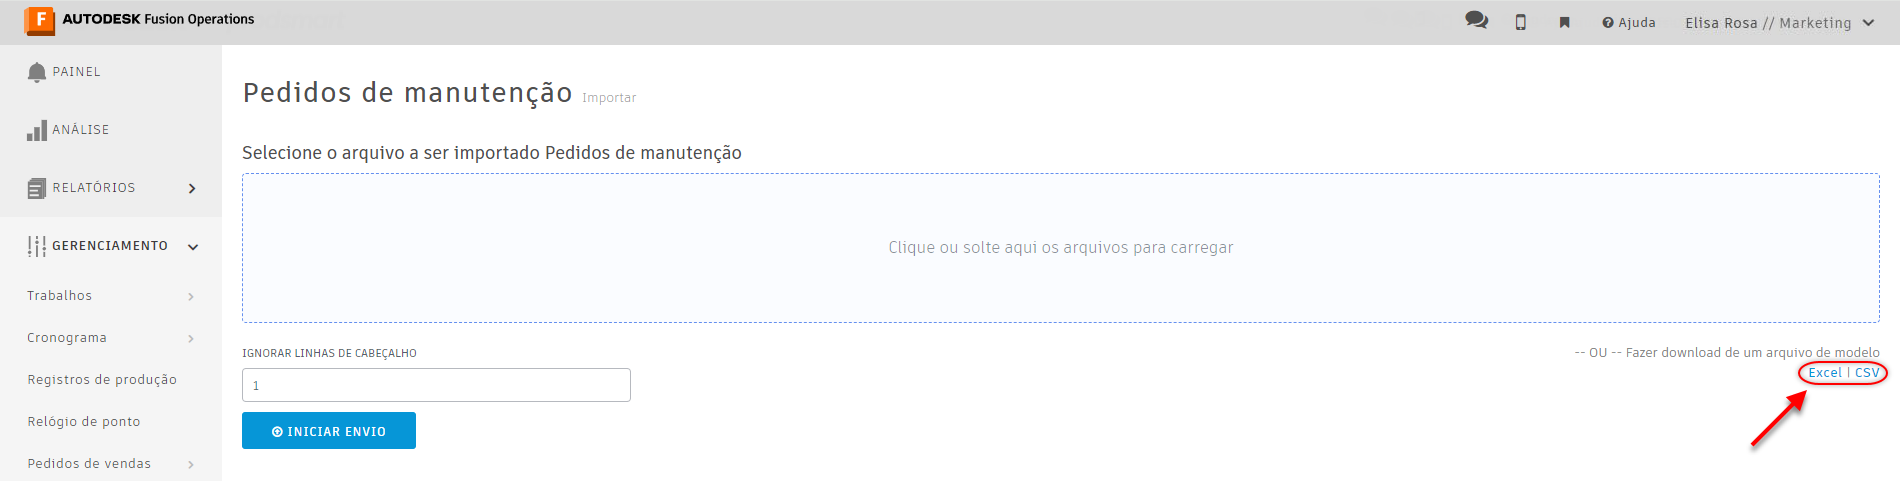 F AUTODESK Fusion Operations
Ajuda
Elisa Rosa // Marketing
PAINEL
ANÁLISE
RELATÓRIOS
GERENCIAMENTO
Trabalhos
Cronograma
Registros de produção
Relógio de ponto
Pedidos de vendas
Pedidos de manutenção Importar
Selecione o arquivo a ser importado Pedidos de manutenção
Clique ou solte aqui os arquivos para carregar
IGNORAR LINHAS DE CABEÇALHO
1
INICIAR ENVIO
-- OU -- Fazer download de um arquivo de modelo
Excel | CSV